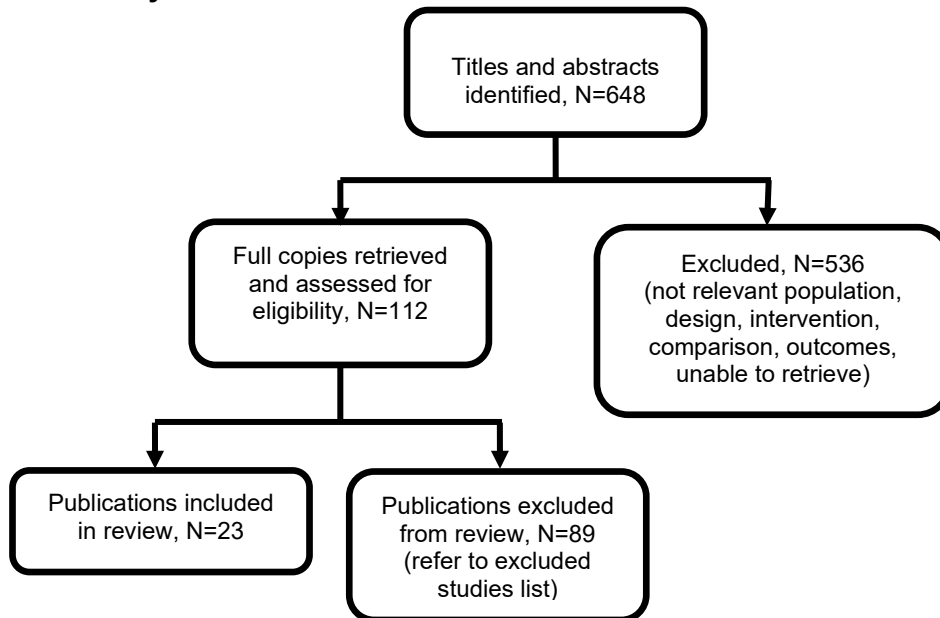 Titles and abstracts
identified, N=648
Full copies retrieved
and assessed for
eligibility, N=112
Excluded, N=536
(not relevant population,
design, intervention,
comparison, outcomes,
unable to retrieve)
Publications included
in review, N=23
Publications excluded
from review, N=89
(refer to excluded
studies list)